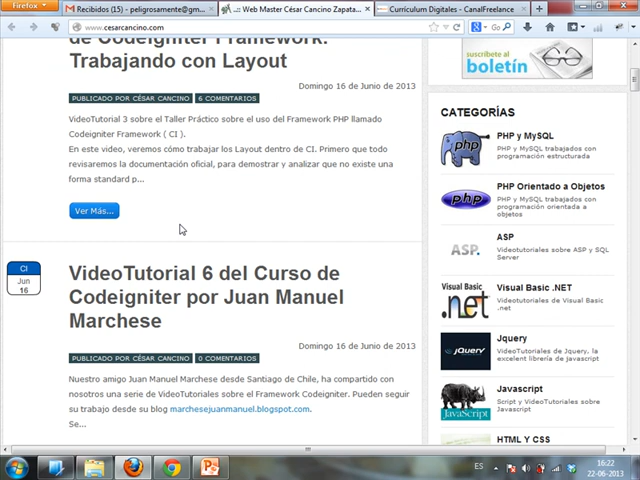 Firefox
Recibidos (15) - peligrosamente@gm...
.:: Web Master César Cancino Zapata...
Curriculum Digitales - CanalFreelance
www.cesarcancino.com
Go
de Codeigniter Framework.
Trabajando con Layout
Domingo 16 de Junio de 2013
PUBLICADO POR CÉSAR CANCINO
6 COMENTARIOS
VideoTutorial 3 sobre el Taller Práctico sobre el uso del Framework PHP llamado
Codeigniter Framework ( CI ).
En este video, veremos cómo trabajar los Layout dentro de CI. Primero que todo
revisaremos la documentación oficial, para demostrar y analizar que no existe una
forma standard p...
Ver Más...
CI
Jun
16
VideoTutorial 6 del Curso de
Codeigniter por Juan Manuel
Marchese
Domingo 16 de Junio de 2013
PUBLICADO POR CÉSAR CANCINO
0 COMENTARIOS
Nuestro amigo Juan Manuel Marchese desde Santiago de Chile, ha compartido con
nosotros una serie de VideoTutoriales sobre el Framework Codeigniter. Pueden seguir
su trabajo desde su blog marchesejuanmanuel.blogspot.com.
Se...
suscríbete al
boletín
CATEGORÍAS
PHP y MySQL
PHP y MySQL trabajados con
programación estructurada
php
PHP Orientado a Objetos
PHP y Mysql trabajados con
programación orientada a
objetos
ASP
ASP
Videotutoriales sobre ASP y SQL
Server
Visual Basic
.net
Visual Basic .NET
Videotutoriales de Visual Basic
.net
jQuery
Jquery
VideoTutoriales de Jquery. la
excelente librería de javascript
JavaScript
Javascript
Script y VideoTutoriales sobre
Javascript
HTML Y CSS
ES
16:22
22-06-2013